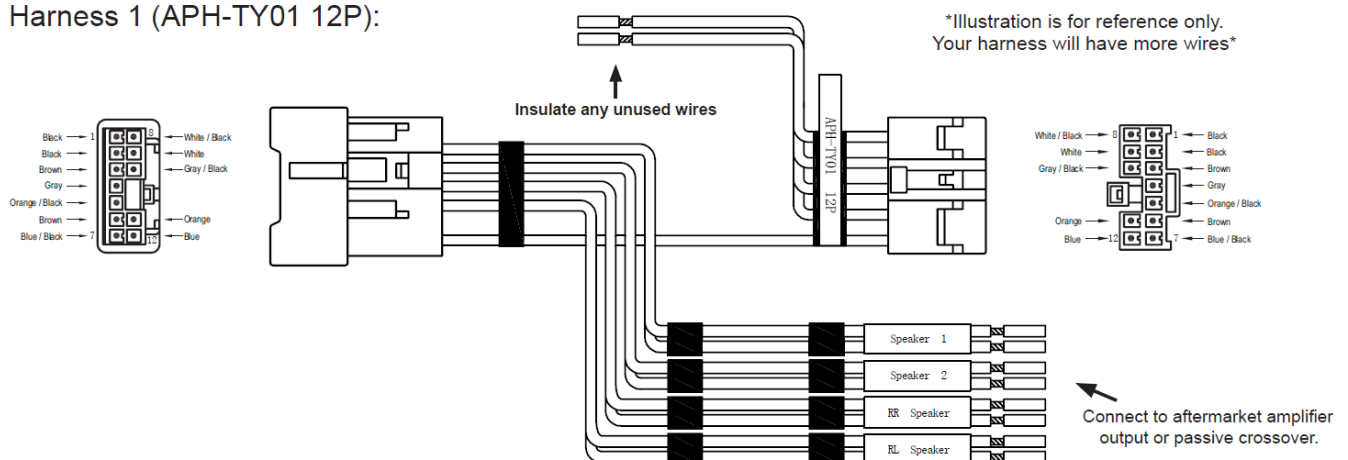 Harness 1 (APH-TY01 12P):
*Illustration is for reference only.
Your harness will have more wires*
Insulate any unused wires
Black
1
8
White / Black
Black
White
Brown
Gray / Black
Gray
Orange / Black
Brown
Orange
Blue / Black
7
12
Blue
APH-TY01 12P
White / Black
8
1
Black
White
Black
Gray / Black
Brown
Gray
Orange / Black
Orange
Brown
Blue
12
7
Blue / Black
Speaker 1
Speaker 2
RR Speaker
RL Speaker
Connect to aftermarket amplifier
output or passive crossover.